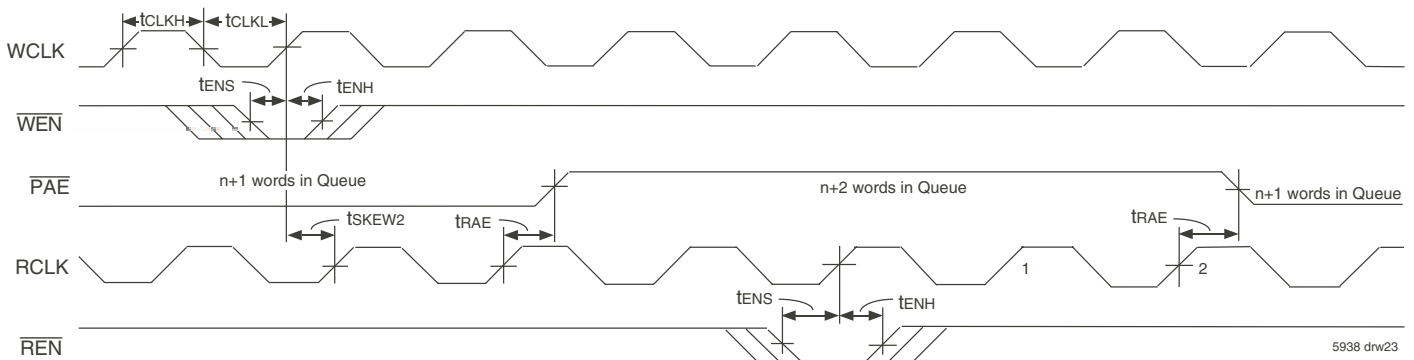 tCLKH tCLKL
WCLK
tENS tENH
WEN
PAE n+1 words in Queue n+2 words in Queue n+1 words in Queue
tSKEW2 tRAE tRAE
RCLK 1 2
tENS tENH
REN
5938 drw23